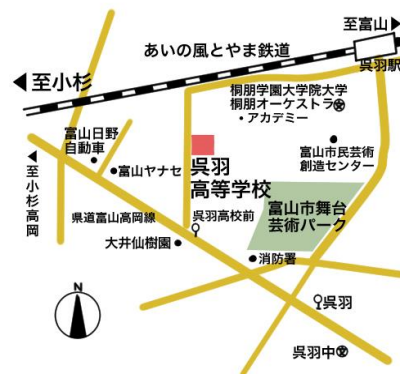 至富山
あいの風とやま鉄道
呉羽駅
至小杉
桐朋学園大学院大学
桐朋オーケストラ
・アカデミー
富山日野
自動車
富山ヤナセ
富山市民芸術
創造センター
呉羽
高等学校
至小杉高岡
富山市舞台
芸術パーク
県道富山高岡線
呉羽高校前
大井仙樹園
消防署
N
呉羽
呉羽中
文